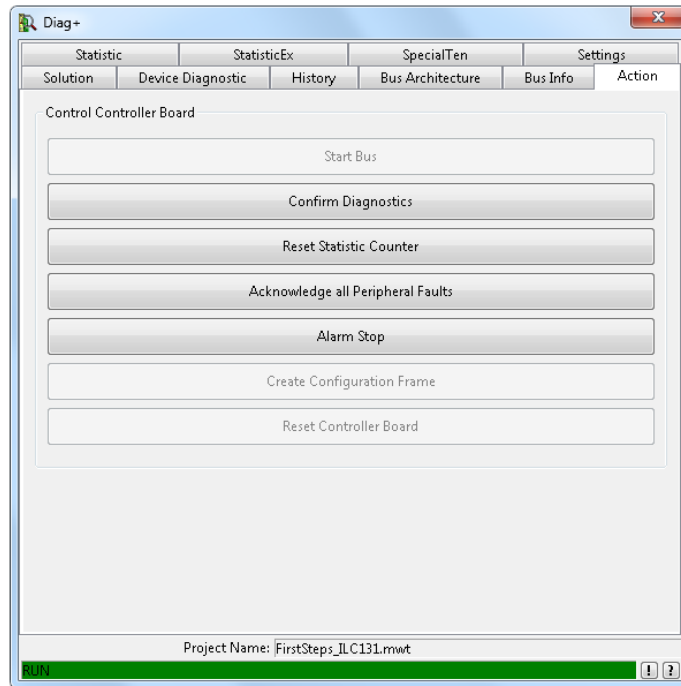 Diag+
Statistic StatisticEx SpecialTen Settings
Solution Device Diagnostic History Bus Architecture Bus Info Action
Control Controller Board
Start Bus
Confirm Diagnostics
Reset Statistic Counter
Acknowledge all Peripheral Faults
Alarm Stop
Create Configuration Frame
Reset Controller Board
Project Name: FirstSteps_ILC131.mwt
RUN ! ?